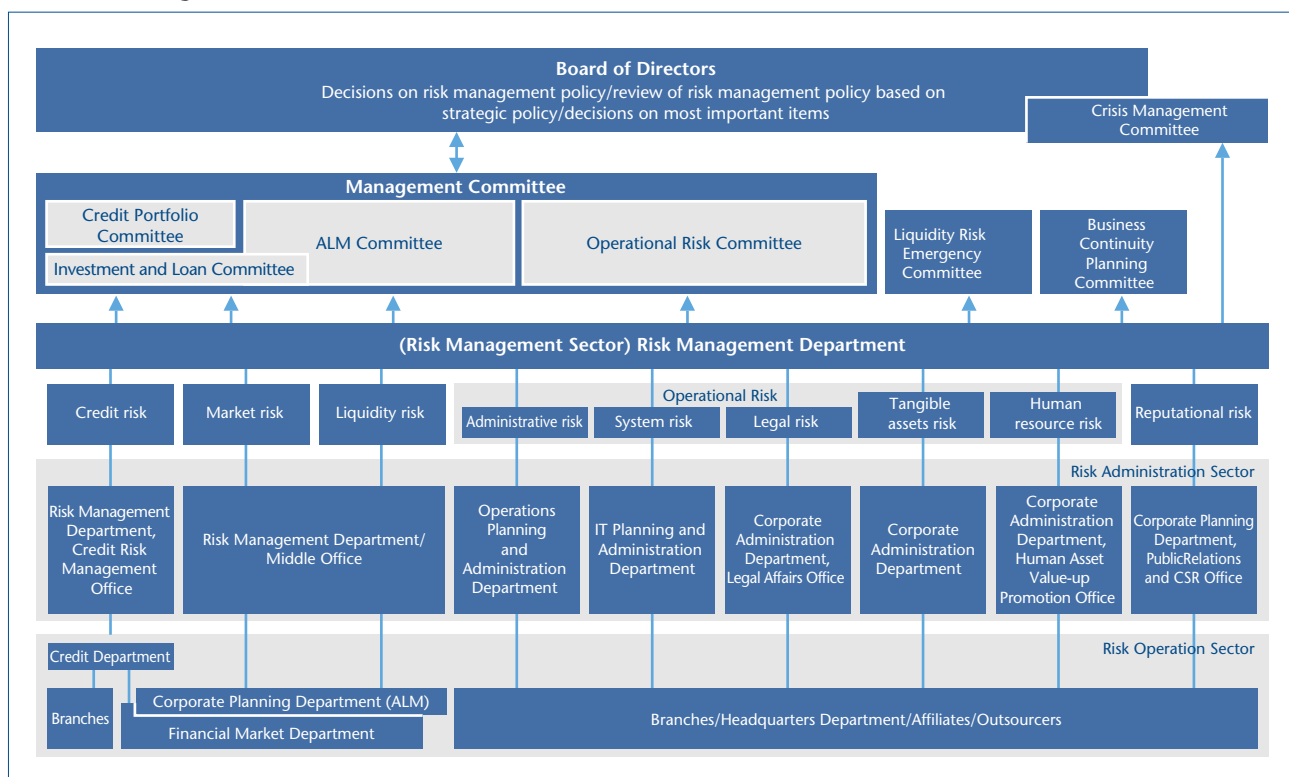 Board of Directors
Decisions on risk management policy/review of risk management policy based on
strategic policy/decisions on most important items
Crisis Management
Committee
Management Committee
Credit Portfolio
Committee
ALM Committee
Operational Risk Committee
Investment and Loan Committee
Liquidity Risk
Emergency
Committee
Business
Continuity
Planning
Committee
(Risk Management Sector) Risk Management Department
Credit risk
Market risk
Liquidity risk
Operational Risk
Administrative risk
System risk
Legal risk
Tangible
assets risk
Human
resource risk
Reputational risk
Risk Administration Sector
Risk Management
Department,
Credit Risk
Management
Office
Risk Management Department/
Middle Office
Operations
Planning
and
Administration
Department
IT Planning and
Administration
Department
Corporate
Administration
Department,
Legal Affairs Office
Corporate
Administration
Department
Corporate
Administration
Department,
Human Asset
Value-up
Promotion Office
Corporate Planning
Department,
PublicRelations
and CSR Office
Risk Operation Sector
Credit Department
Branches
Corporate Planning Department (ALM)
Financial Market Department
Branches/Headquarters Department/Affiliates/Outsourcers